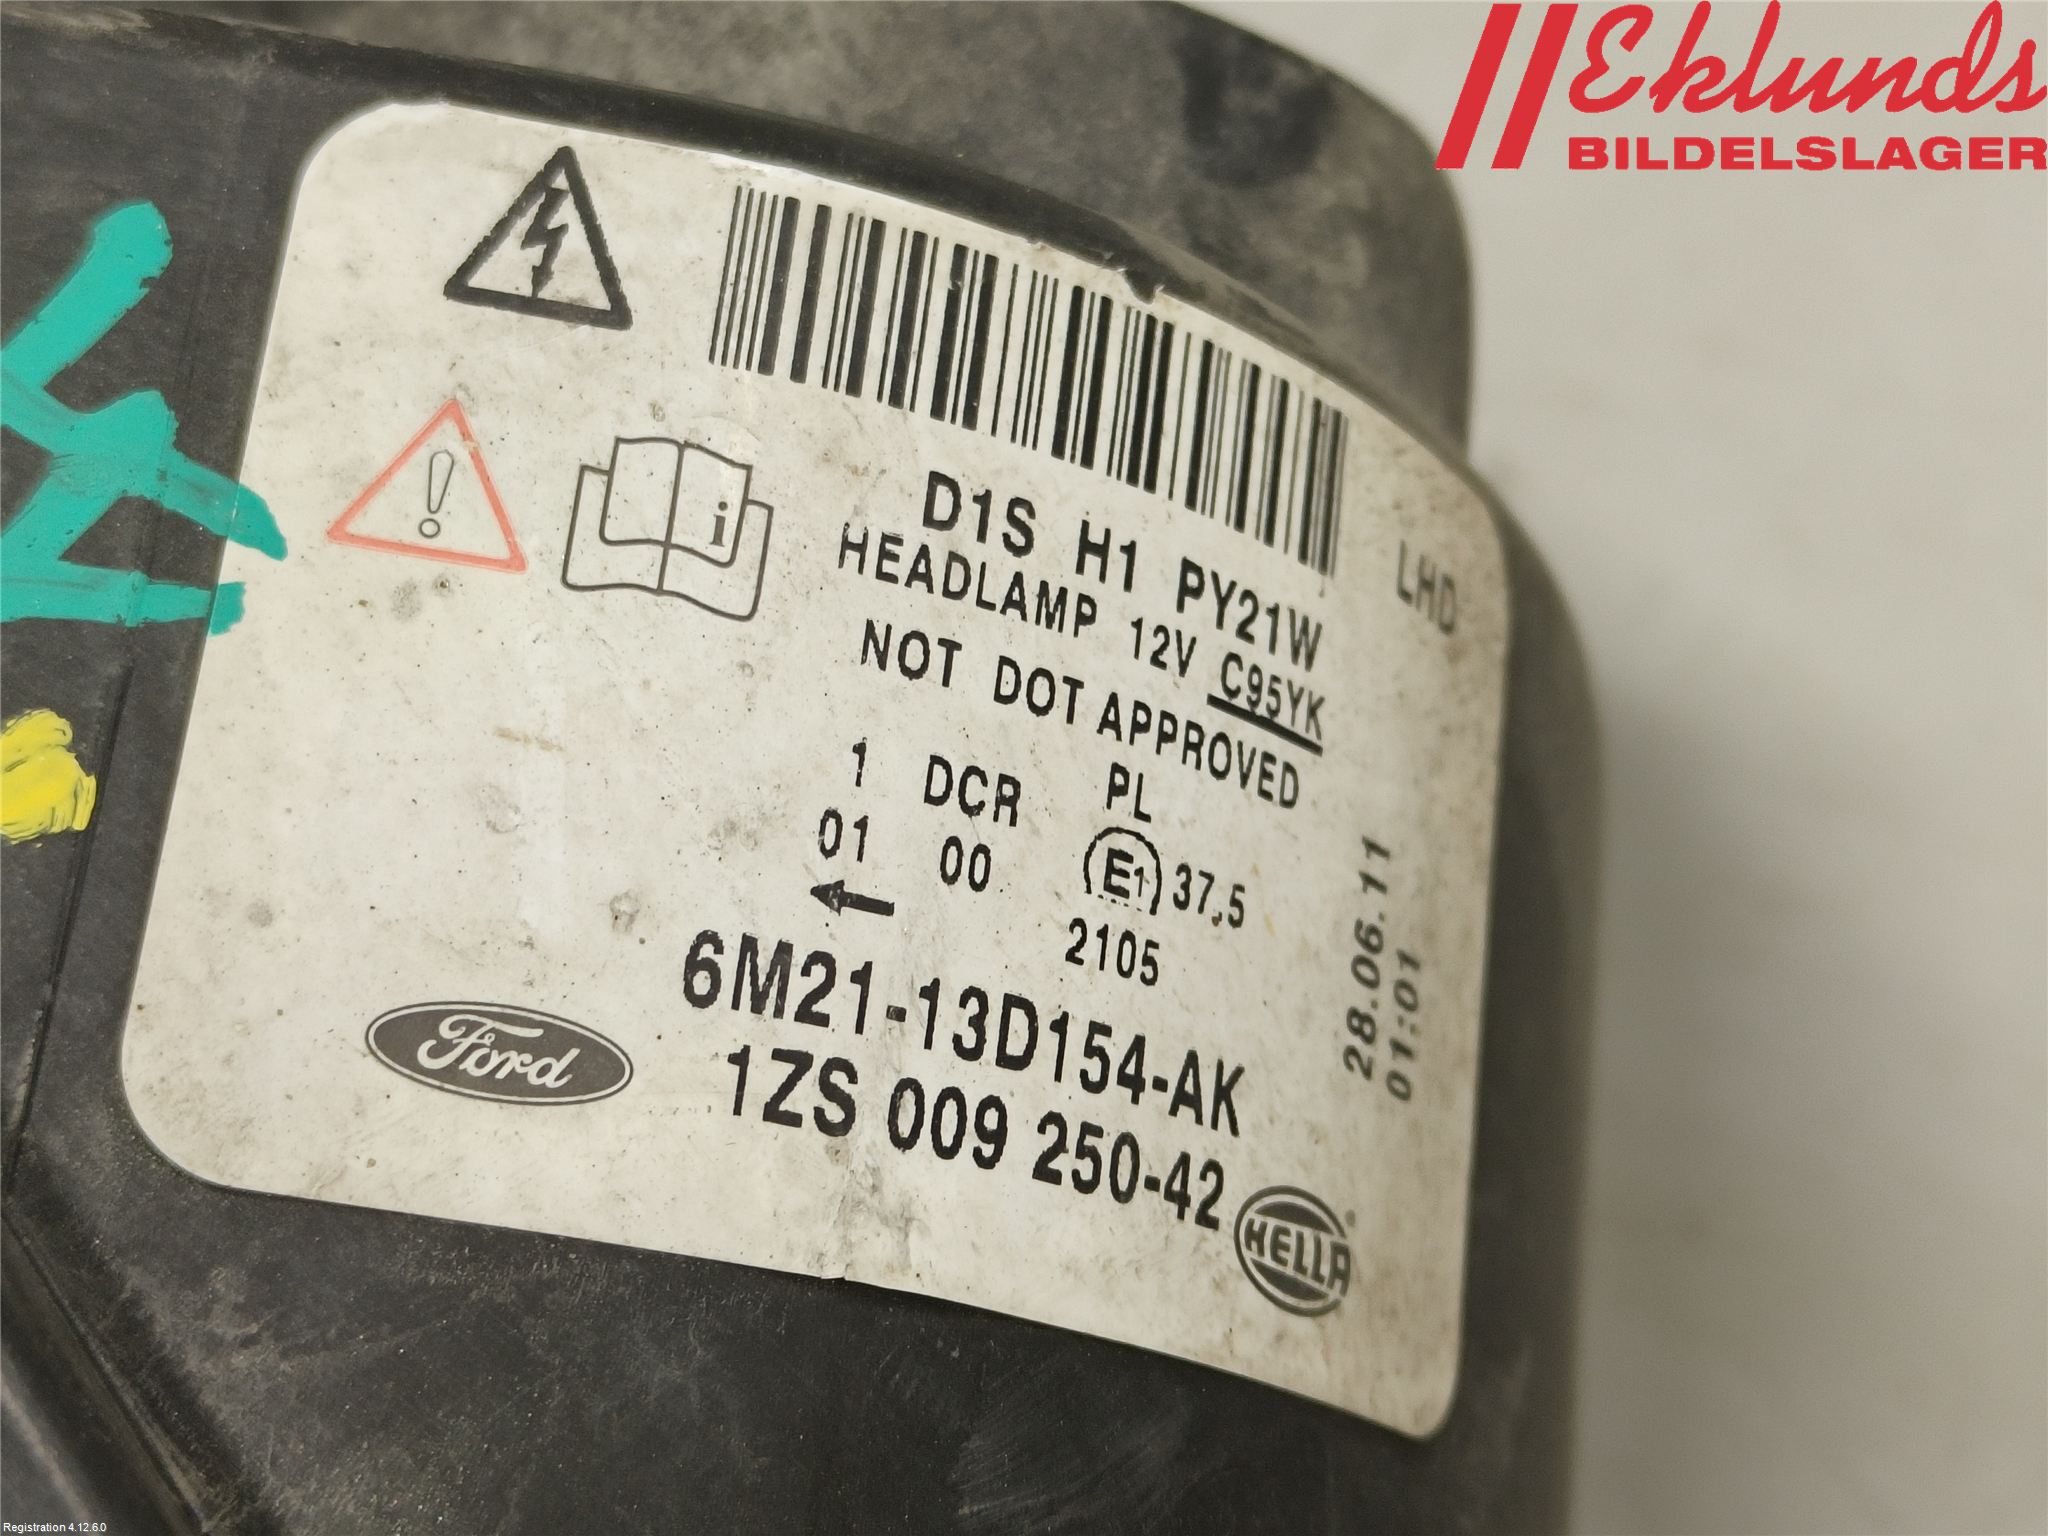 Eklunds
BILDELSLAGER
D1S H1 PY21W
LHD
HEADLAMP 12V C95YK
NOT DOT APPROVED
1 DCR PL
01 00 E1 37.5
2105
28.06.11
01:01
6M21-13D154-AK
1ZS 009 250-42
Ford
HELLA
i
Registration 4.12.6.0